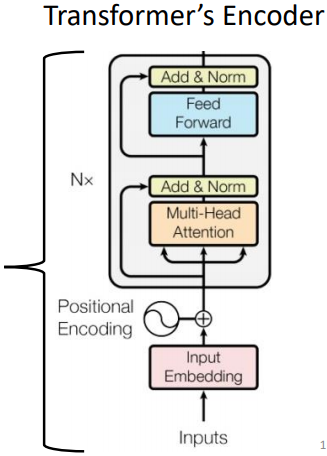 Transformer's Encoder
Add & Norm
Feed
Forward
N×
Add & Norm
Multi-Head
Attention
Positional
Encoding
Input
Embedding
Inputs
1